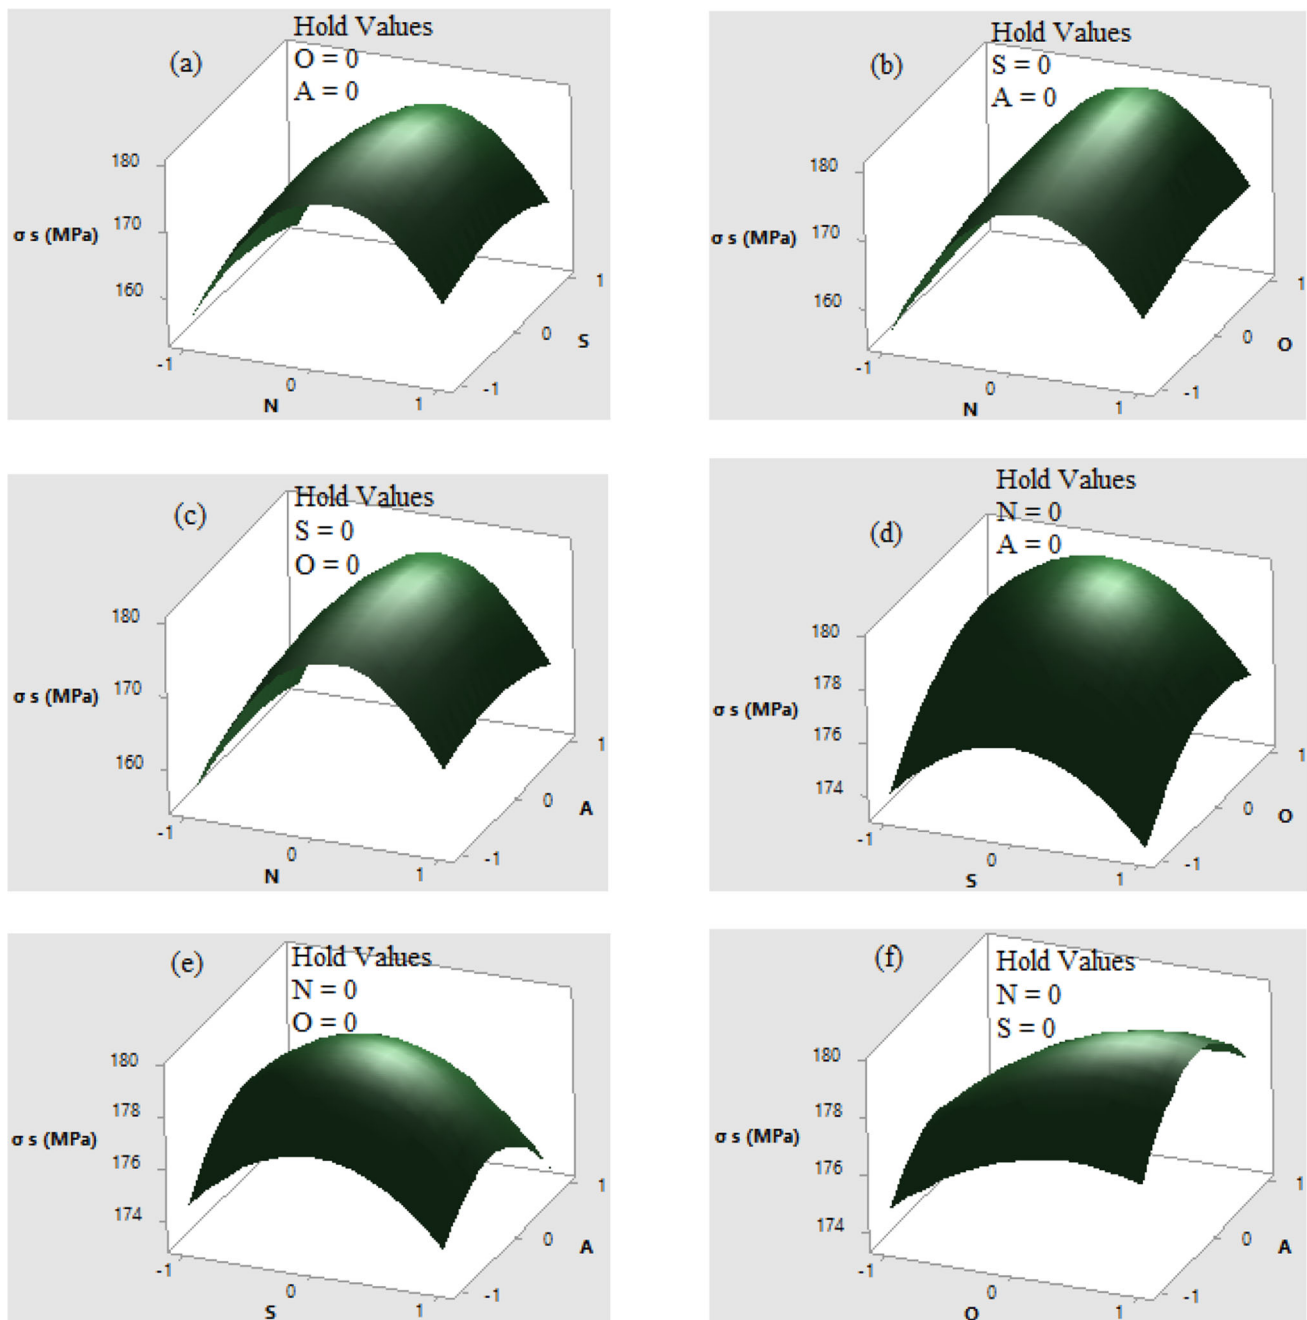 (a)
Hold Values
O = 0
A = 0
180
170
σ s (MPa)
160
-1
0
1
N
-1
0
1
S
(b)
Hold Values
S = 0
A = 0
180
170
σ s (MPa)
160
-1
0
1
N
-1
0
1
O
(c)
Hold Values
S = 0
O = 0
180
170
σ s (MPa)
160
-1
0
1
N
-1
0
1
A
(d)
Hold Values
N = 0
A = 0
180
178
σ s (MPa)
176
174
-1
0
1
S
-1
0
1
O
(e)
Hold Values
N = 0
O = 0
180
178
σ s (MPa)
176
174
-1
0
1
S
-1
0
1
A
(f)
Hold Values
N = 0
S = 0
180
178
σ s (MPa)
176
174
-1
0
1
O
-1
0
1
A